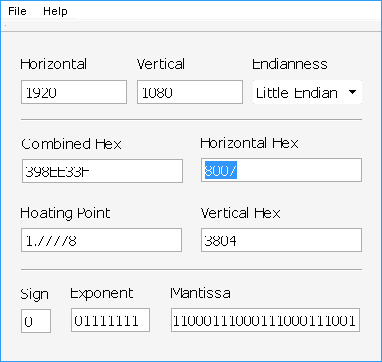 File Help
Horizontal Vertical Endianness
1920 1080 Little Endian
Combined Hex Horizontal Hex
398EE33F 8007
Floating Point Vertical Hex
1.77778 3804
Sign Exponent Mantissa
0 01111111 11000111000111000111001